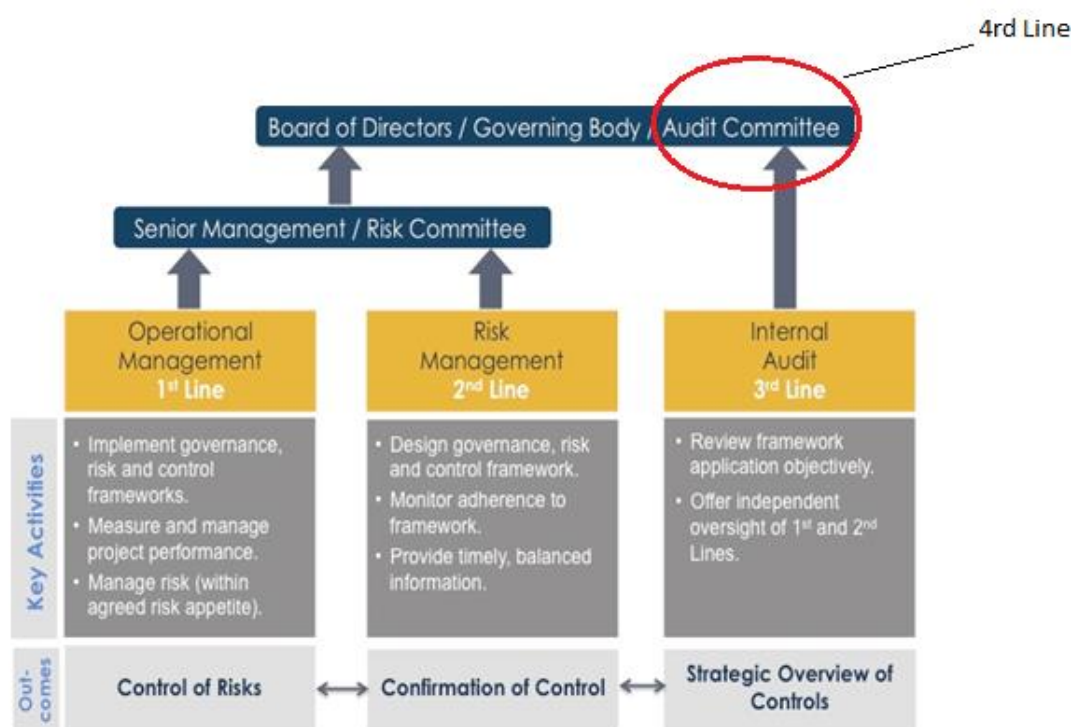 4rd Line
Board of Directors / Governing Body / Audit Committee
Senior Management / Risk Committee
Operational
Management
1st Line
Risk
Management
2nd Line
Internal
Audit
3rd Line
Key Activities
• Implement governance,
risk and control
frameworks.
• Measure and manage
project performance.
• Manage risk (within
agreed risk appetite).
• Design governance, risk
and control framework.
• Monitor adherence to
framework.
• Provide timely, balanced
information.
• Review framework
application objectively.
• Offer independent
oversight of 1st and 2nd
Lines.
Out-
comes
Control of Risks
Confirmation of Control
Strategic Overview of
Controls